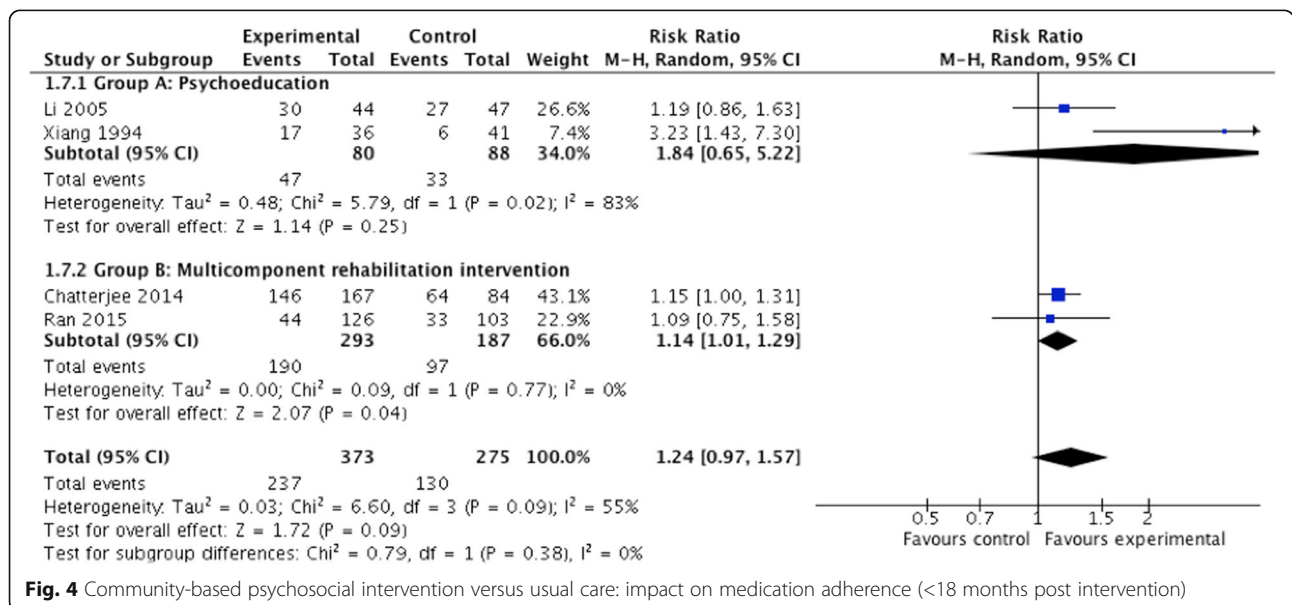 Experimental Control Risk Ratio Risk Ratio
Study or Subgroup Events Total Events Total Weight M-H, Random, 95% CI M-H, Random, 95% CI
1.7.1 Group A: Psychoeducation
Li 2005 30 44 27 47 26.6% 1.19 [0.86, 1.63]
Xiang 1994 17 36 6 41 7.4% 3.23 [1.43, 7.30]
Subtotal (95% CI) 80 88 34.0% 1.84 [0.65, 5.22]
Total events 47 33
Heterogeneity: Tau² = 0.48; Chi² = 5.79, df = 1 (P = 0.02); I² = 83%
Test for overall effect: Z = 1.14 (P = 0.25)
1.7.2 Group B: Multicomponent rehabilitation intervention
Chatterjee 2014 146 167 64 84 43.1% 1.15 [1.00, 1.31]
Ran 2015 44 126 33 103 22.9% 1.09 [0.75, 1.58]
Subtotal (95% CI) 293 187 66.0% 1.14 [1.01, 1.29]
Total events 190 97
Heterogeneity: Tau² = 0.00; Chi² = 0.09, df = 1 (P = 0.77); I² = 0%
Test for overall effect: Z = 2.07 (P = 0.04)
Total (95% CI) 373 275 100.0% 1.24 [0.97, 1.57]
Total events 237 130
Heterogeneity: Tau² = 0.03; Chi² = 6.60, df = 3 (P = 0.09); I² = 55%
Test for overall effect: Z = 1.72 (P = 0.09)
Test for subgroup differences: Chi² = 0.79, df = 1 (P = 0.38), I² = 0%
0.5 0.7 1 1.5 2
Favours control Favours experimental
Fig. 4 Community-based psychosocial intervention versus usual care: impact on medication adherence (<18 months post intervention)